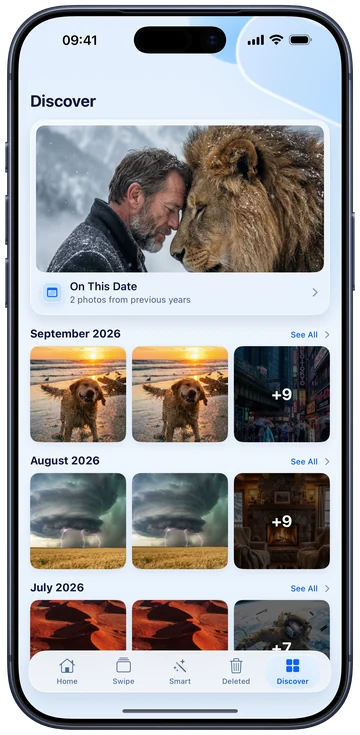 09:41
Discover
On This Date
2 photos from previous years
September 2026
See All
+9
August 2026
See All
+9
July 2026
See All
+7
Home
Swipe
Smart
Deleted
Discover